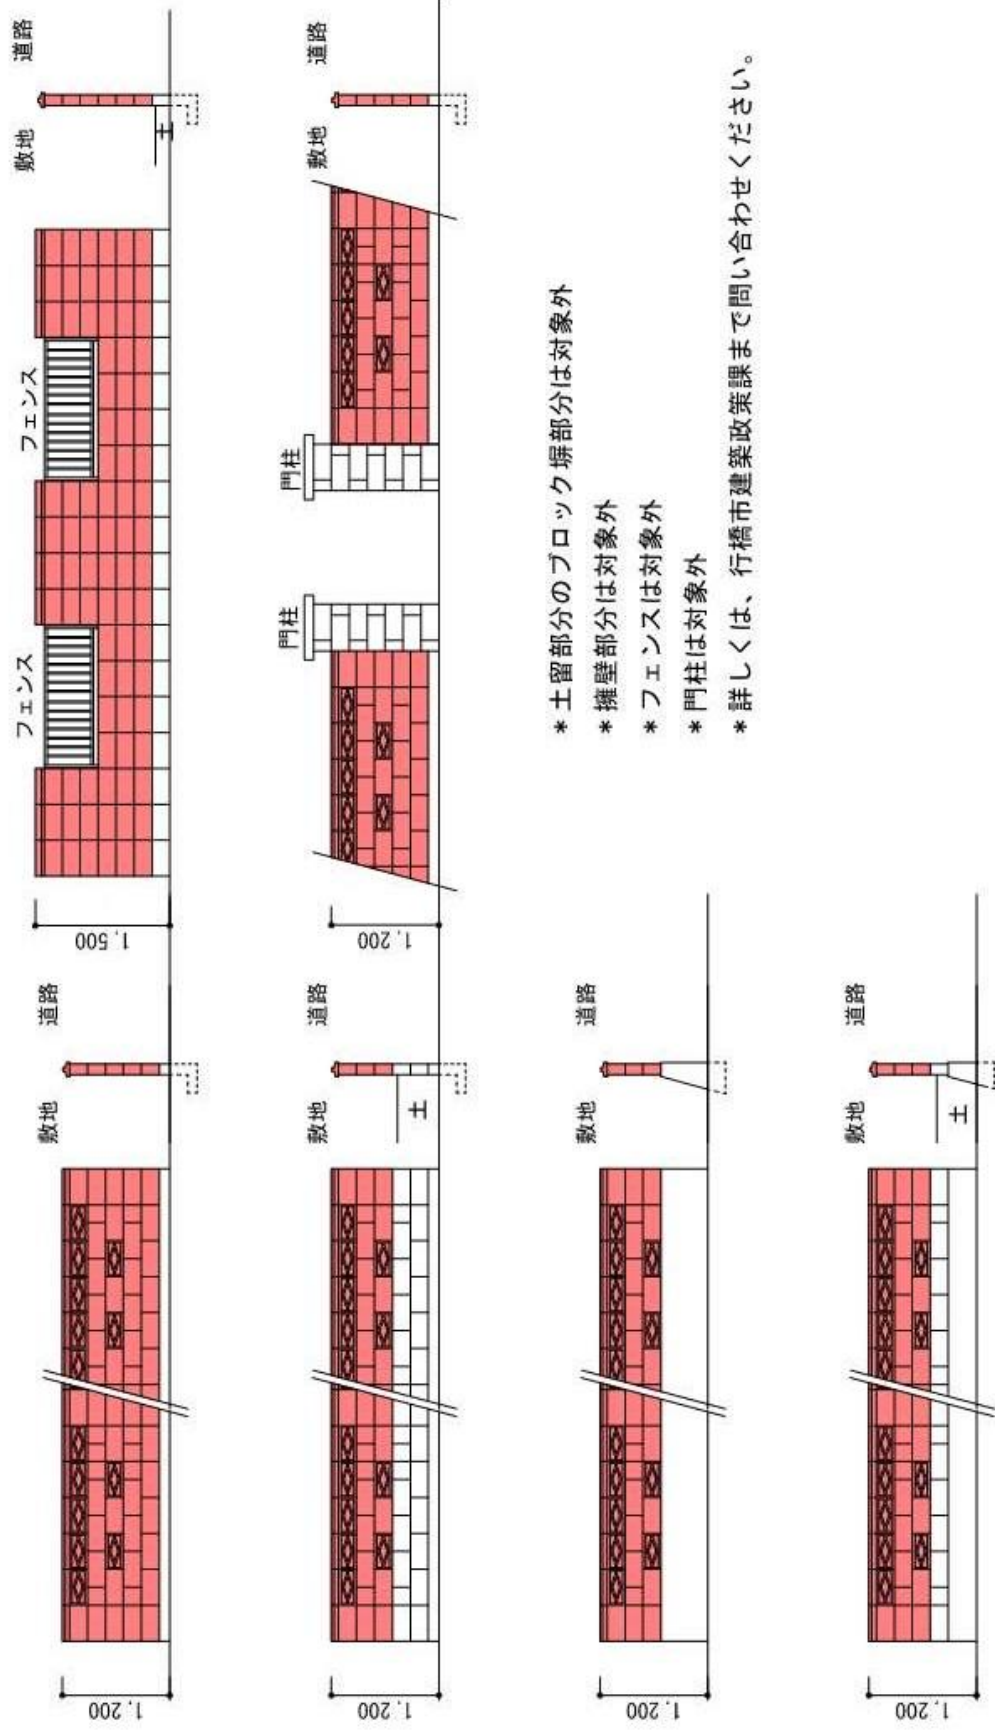 1,200
敷地
道路
1,200
敷地
土
道路
1,200
敷地
道路
1,200
敷地
土
道路
1,500
フェンス
フェンス
敷地
土
道路
1,200
門柱
門柱
敷地
道路
＊土留部分のブロック塀部分は対象外
＊擁壁部分は対象外
＊フェンスは対象外
＊門柱は対象外
＊詳しくは、行橋市建築政策課まで問い合わせください。